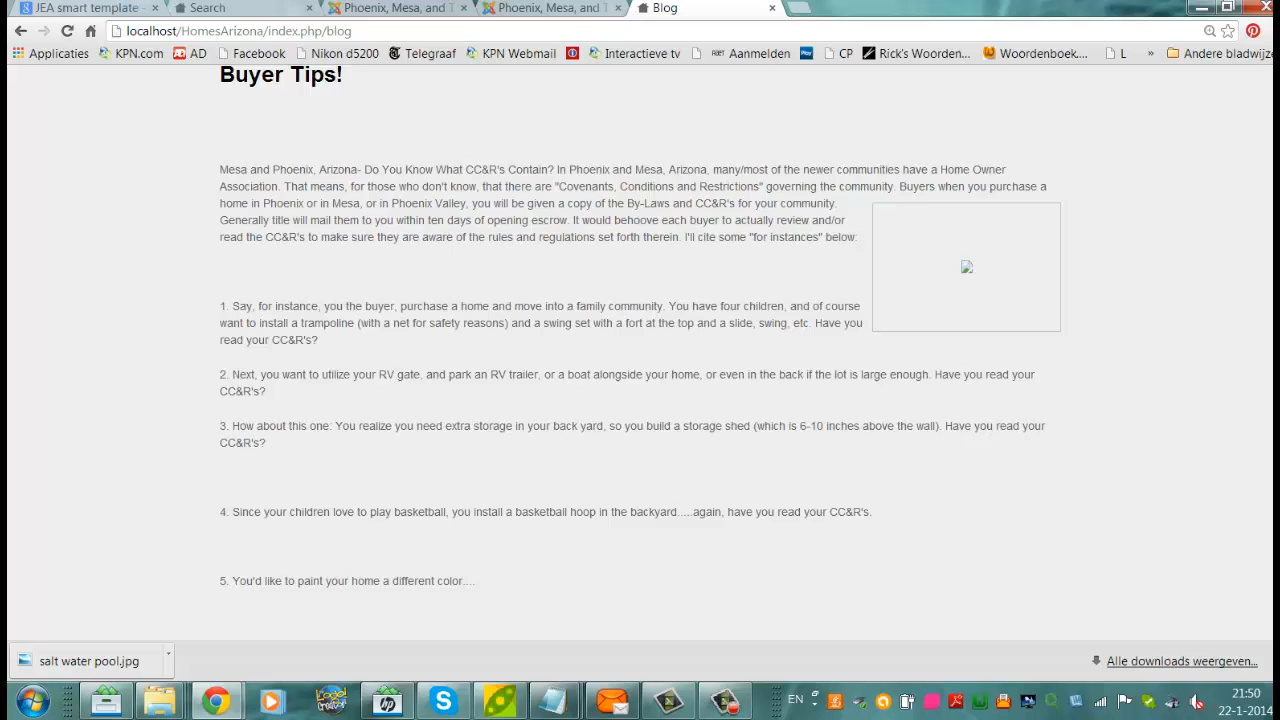 JEA smart template -
Search
Phoenix, Mesa, and T
Phoenix, Mesa, and T
Blog
localhost/HomesArizona/index.php/blog
Applicaties
KPN.com
AD
Facebook
Nikon d5200
Telegraaf
KPN Webmail
Interactieve tv
Aanmelden
CP
Rick's Woorden...
Woordenboek....
L
»
Andere bladwijze
Buyer Tips!
Mesa and Phoenix, Arizona- Do You Know What CC&R's Contain? In Phoenix and Mesa, Arizona, many/most of the newer communities have a Home Owner
Association. That means, for those who don't know, that there are "Covenants, Conditions and Restrictions" governing the community. Buyers when you purchase a
home in Phoenix or in Mesa, or in Phoenix Valley, you will be given a copy of the By-Laws and CC&R's for your community.
Generally title will mail them to you within ten days of opening escrow. It would behoove each buyer to actually review and/or
read the CC&R's to make sure they are aware of the rules and regulations set forth therein. I'll cite some "for instances" below:
1. Say, for instance, you the buyer, purchase a home and move into a family community. You have four children, and of course
want to install a trampoline (with a net for safety reasons) and a swing set with a fort at the top and a slide, swing, etc. Have you
read your CC&R's?
2. Next, you want to utilize your RV gate, and park an RV trailer, or a boat alongside your home, or even in the back if the lot is large enough. Have you read your
CC&R's?
3. How about this one: You realize you need extra storage in your back yard, so you build a storage shed (which is 6-10 inches above the wall). Have you read your
CC&R's?
4. Since your children love to play basketball, you install a basketball hoop in the backyard.....again, have you read your CC&R's.
5. You'd like to paint your home a different color....
salt water pool.jpg
Alle downloads weergeven...
EN
21:50
22-1-2014